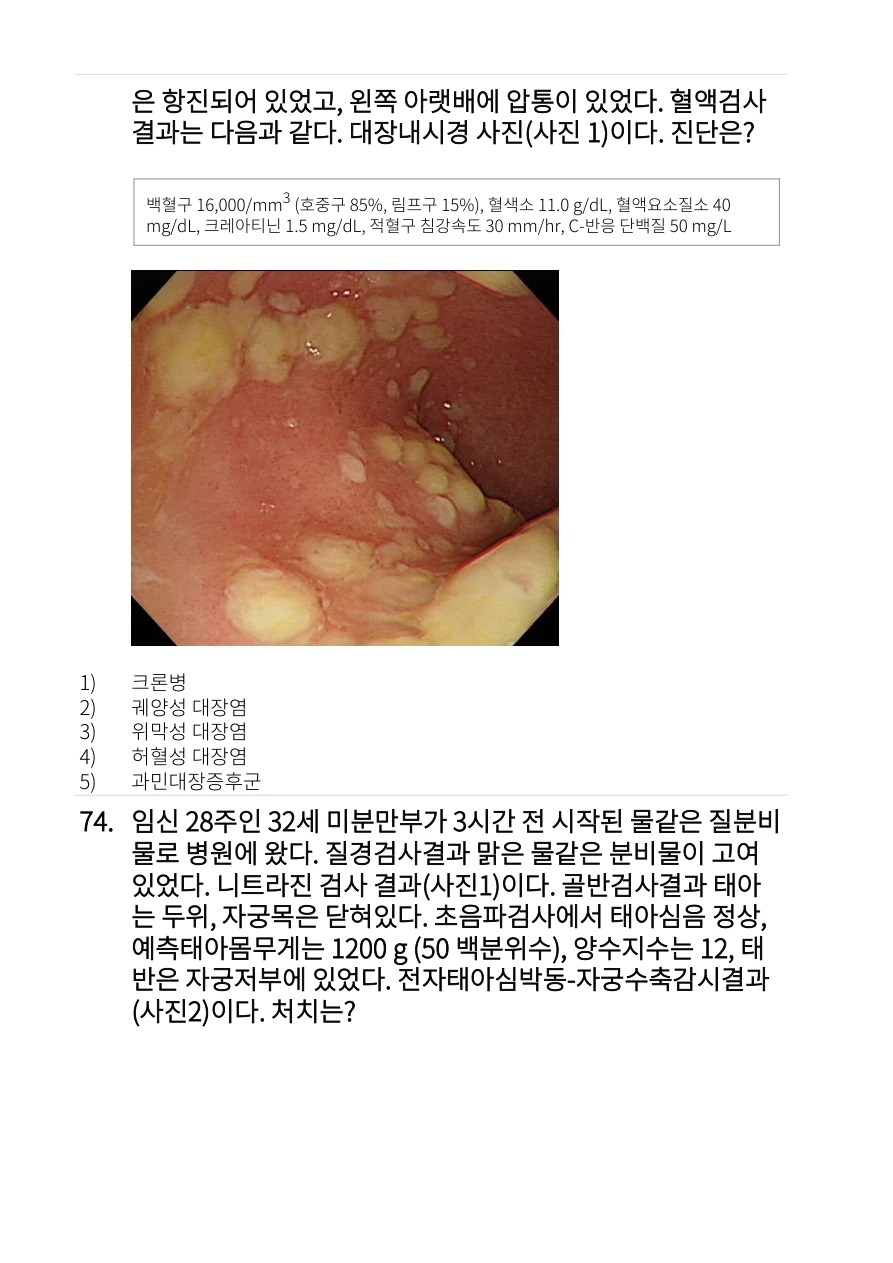 은 항진되어 있었고, 왼쪽 아랫배에 압통이 있었다. 혈액검사
결과는 다음과 같다. 대장내시경 사진(사진 1)이다. 진단은?
백혈구 16,000/mm³ (호중구 85%, 림프구 15%), 혈색소 11.0 g/dL, 혈액요소질소 40
mg/dL, 크레아티닌 1.5 mg/dL, 적혈구 침강속도 30 mm/hr, C-반응 단백질 50 mg/L
1) 크론병
2) 궤양성 대장염
3) 위막성 대장염
4) 허혈성 대장염
5) 과민대장증후군
74. 임신 28주인 32세 미분만부가 3시간 전 시작된 물같은 질분비
물로 병원에 왔다. 질경검사결과 맑은 물같은 분비물이 고여
있었다. 니트라진 검사 결과(사진1)이다. 골반검사결과 태아
는 두위, 자궁목은 닫혀있다. 초음파검사에서 태아심음 정상,
예측태아몸무게는 1200 g (50 백분위수), 양수지수는 12, 태
반은 자궁저부에 있었다. 전자태아심박동-자궁수축감시결과
(사진2)이다. 처치는?